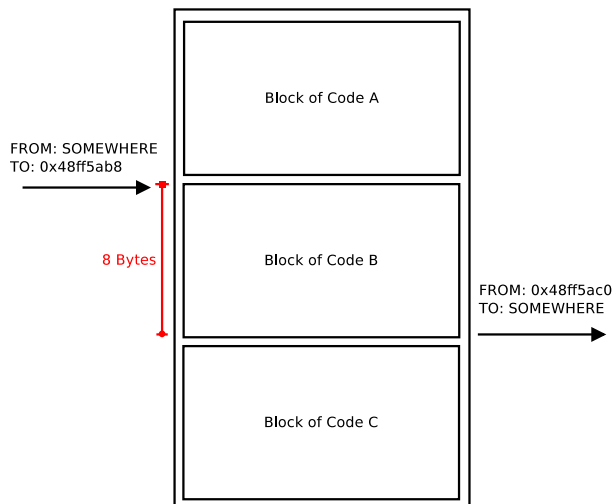 Block of Code A
FROM: SOMEWHERE
TO: 0x48ff5ab8
8 Bytes
Block of Code B
FROM: 0x48ff5ac0
TO: SOMEWHERE
Block of Code C